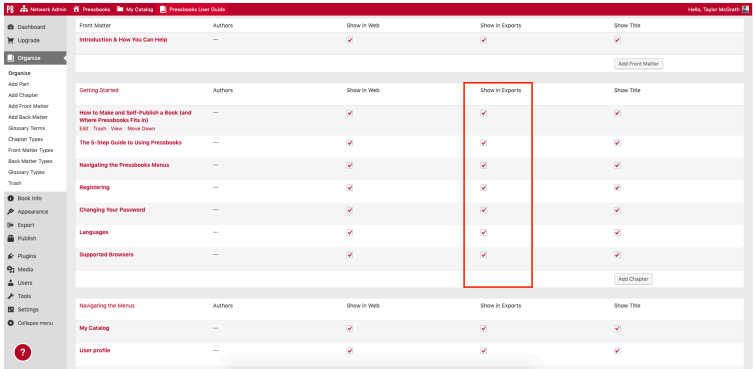 Network Admin Pressbooks My Catalog Pressbooks User Guide Hello, Taylor McGrath
Dashboard
Upgrade
Organize
Organize
Add Part
Add Chapter
Add Front Matter
Add Back Matter
Glossary Terms
Chapter Types
Front Matter Types
Back Matter Types
Glossary Types
Trash
Book Info
Appearance
Export
Publish
Plugins
Media
Users
Tools
Settings
Collapse menu
?
Front Matter Authors Show in Web Show in Exports Show Title
Introduction & How You Can Help —
Add Front Matter
Getting Started Authors Show in Web Show in Exports Show Title
How to Make and Self-Publish a Book (and —
Where Pressbooks Fits in)
Edit Trash View Move Down
The 5-Step Guide to Using Pressbooks —
Navigating the Pressbooks Menus —
Registering —
Changing Your Password —
Languages —
Supported Browsers —
Add Chapter
Navigating the Menus Authors Show in Web Show in Exports Show Title
My Catalog —
User profile —